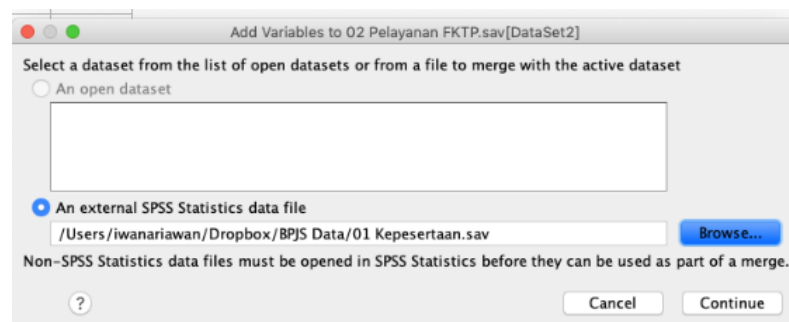 Add Variables to 02 Pelayanan FKTP.sav[DataSet2]
Select a dataset from the list of open datasets or from a file to merge with the active dataset
An open dataset
An external SPSS Statistics data file
/Users/iwanariawan/Dropbox/BPJS Data/01 Kepesertaan.sav
Browse...
Non-SPSS Statistics data files must be opened in SPSS Statistics before they can be used as part of a merge.
?
Cancel
Continue